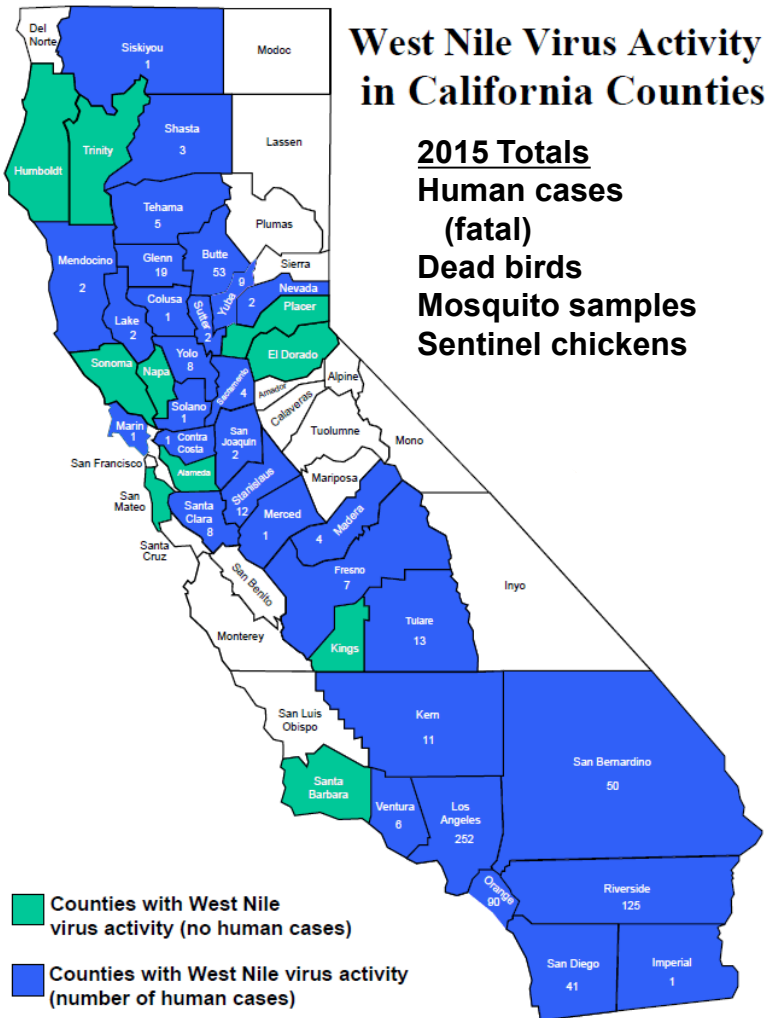 West Nile Virus Activity
in California Counties
2015 Totals
Human cases
(fatal)
Dead birds
Mosquito samples
Sentinel chickens
Del
Norte
Siskiyou
1
Modoc
Humboldt
Trinity
Shasta
3
Lassen
Tehama
5
Plumas
Mendocino
2
Glenn
19
Butte
53
Sierra
Colusa
1
Lake
2
Sutter
2
Yuba
9
Nevada
2
Placer
El Dorado
Sonoma
Napa
Yolo
8
Sacramento
4
Amador
Alpine
Calaveras
Solano
1
Marin
1
Contra
Costa
1
San
Joaquin
2
Tuolumne
Mono
San Francisco
Alameda
Stanislaus
12
Mariposa
San
Mateo
Santa
Clara
8
Merced
1
Madera
4
Santa
Cruz
San Benito
Fresno
7
Inyo
Monterey
Kings
Tulare
13
San Luis
Obispo
Kern
11
San Bernardino
50
Santa
Barbara
Ventura
6
Los
Angeles
252
Orange
90
Riverside
125
San Diego
41
Imperial
1
Counties with West Nile
virus activity (no human cases)
Counties with West Nile virus activity
(number of human cases)